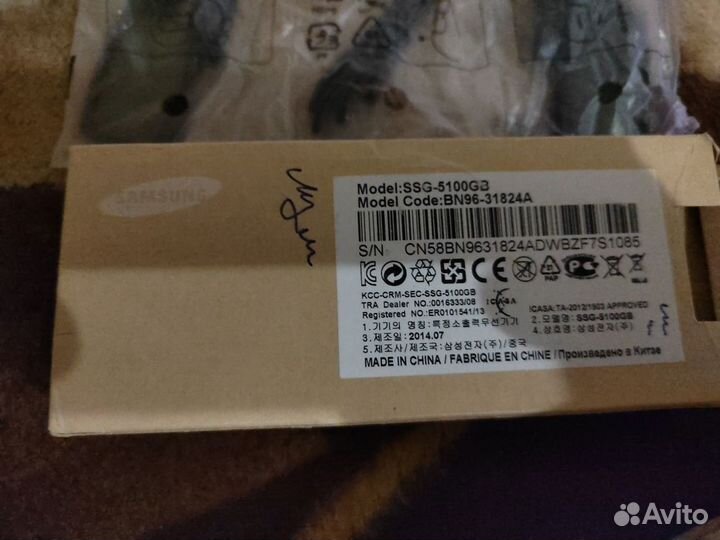 SAMSUNG
Model:SSG-5100GB
Model Code:BN96-31824A
S/N CN58BN9631824ADWBZF7S1085
PAP
KCC-CRM-SEC-SSG-5100GB
TRA Dealer NO.:0016333/08
ICASA
Registered NO.:ER0101541/13
ICASA:TA-2012/1903 APPROVED
1. 기기의 명칭: 특정소출력무선기기
2. 모델명: SSG-5100GB
3. 제조일: 2014.07
4. 상호명: 삼성전자(주)
5. 제조사/제조국: 삼성전자(주)/중국
MADE IN CHINA / FABRIQUE EN CHINE / Произведено в Китае
Avito